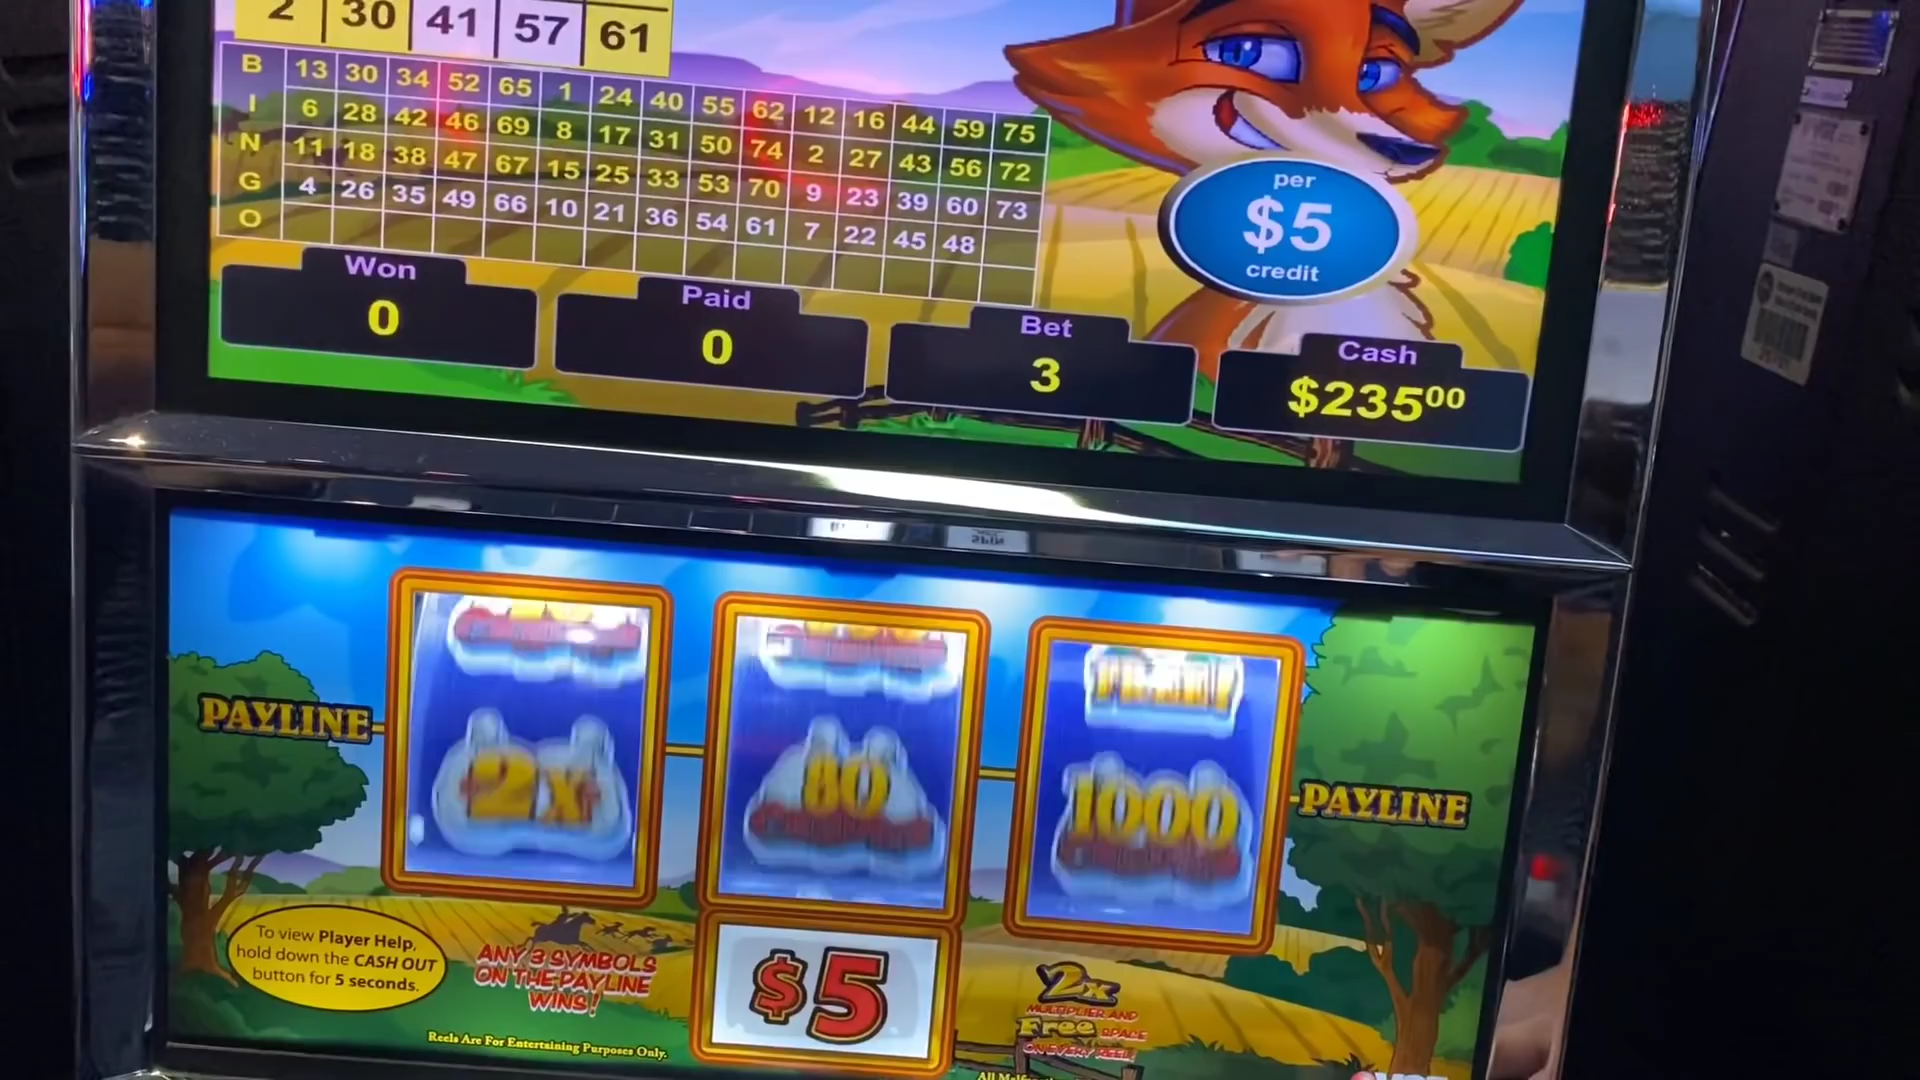 2 30 41 57 61
B 13 30 34 52 65 1 24 40 55 62 12 16 44 59 75
I 6 28 42 46 69 8 17 31 50 74 2 27 43 56 72
N 11 18 38 47 67 15 25 33 53 70 9 23 39 60 73
G 4 26 35 49 66 10 21 36 54 61 7 22 45 48
O
per
$5
credit
Won
0
Paid
0
Bet
3
Cash
$23500
PAYLINE
2x
80
1000
PAYLINE
To view Player Help,
hold down the CASH OUT
button for 5 seconds.
ANY 3 SYMBOLS
ON THE PAYLINE
WINS!
$5
2x
MULTIPLIER AND
Free SPACE
ON EVERY REEL!
Reels Are For Entertaining Purposes Only.
All